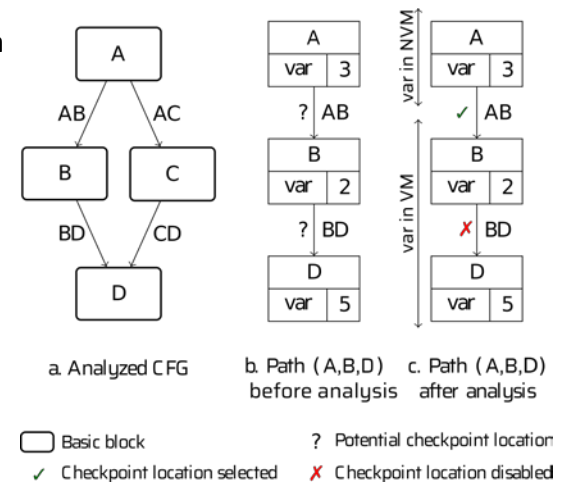 A
AB AC
B C
BD CD
D
a. Analyzed CFG
A
var 3
? AB
B
var 2
? BD
D
var 5
b. Path (A,B,D)
before analysis
var in NVM
var in VM
A
var 3
✓ AB
B
var 2
✗ BD
D
var 5
c. Path (A,B,D)
after analysis
Basic block
? Potential checkpoint location
✓ Checkpoint location selected
✗ Checkpoint location disabled